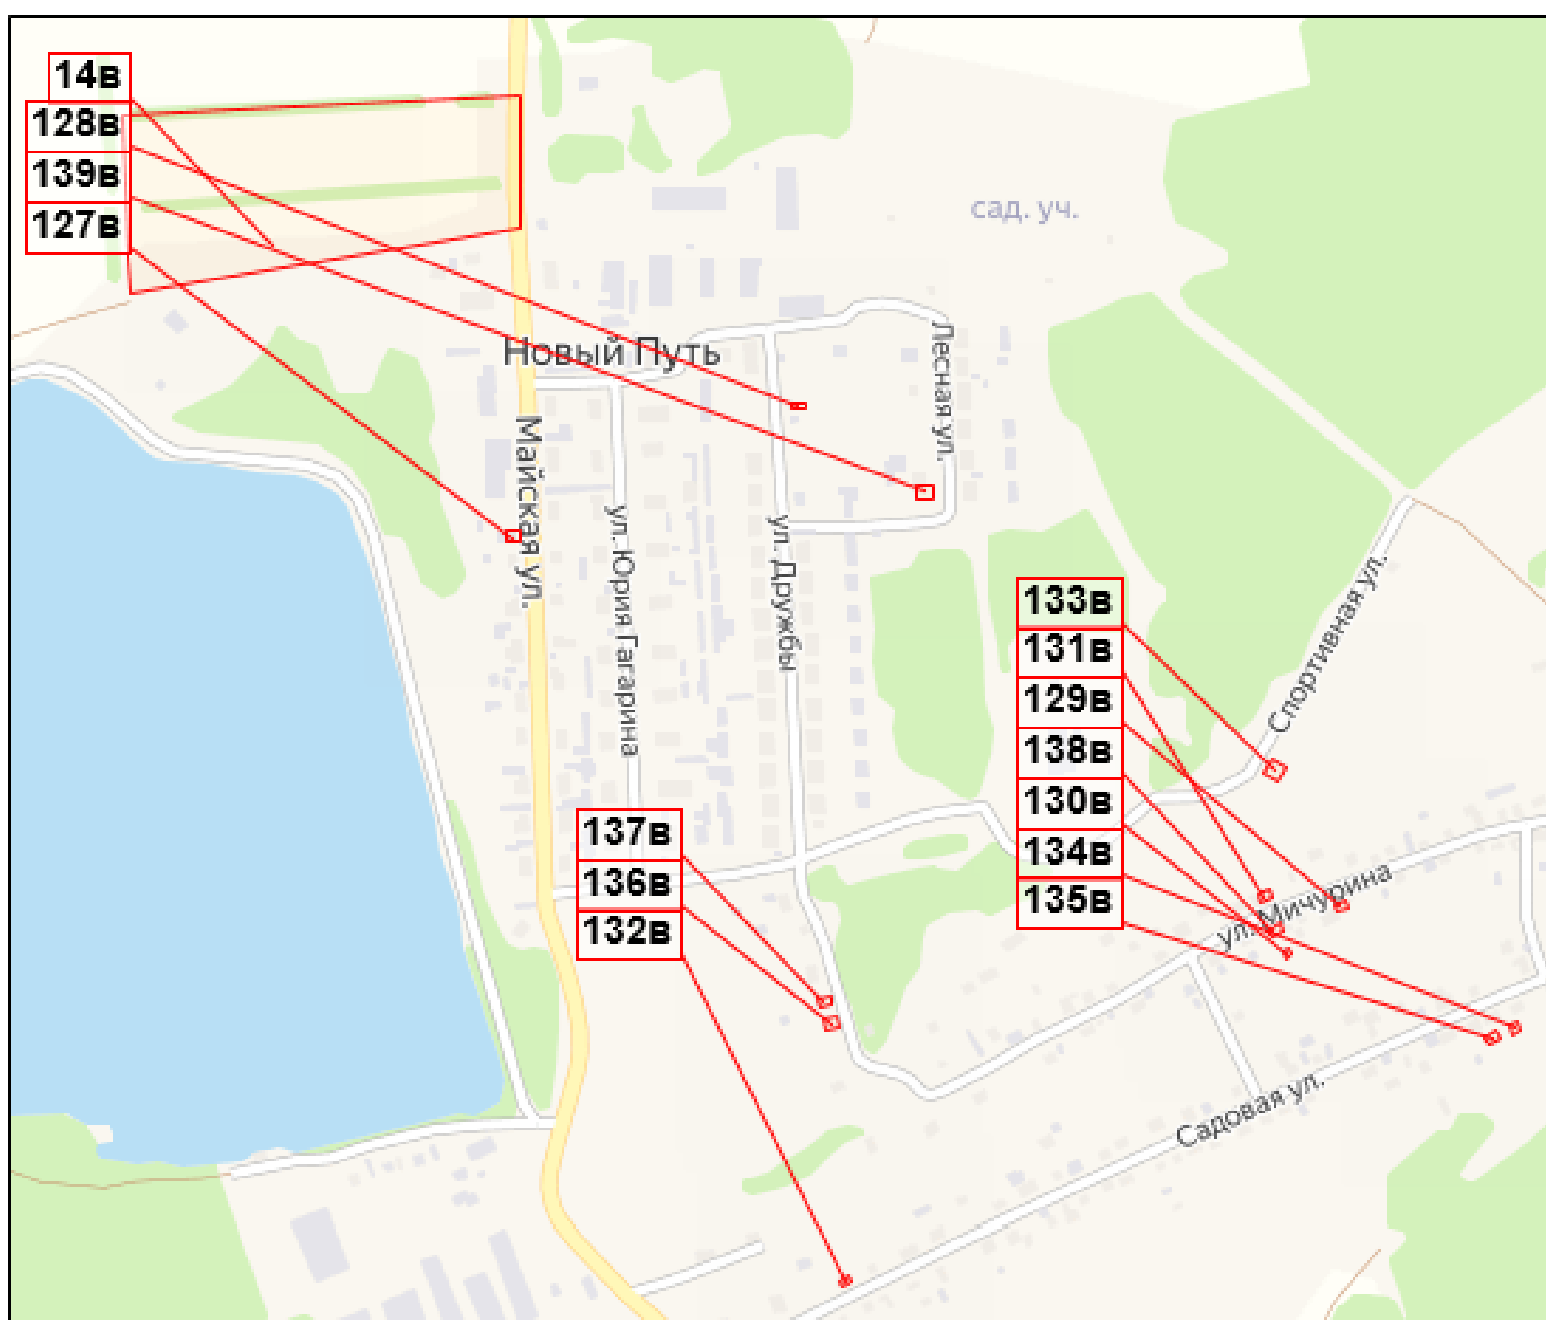 14в
128в
139в
127в
сад. уч.
Новый Путь
Лесная ул.
Майская ул.
ул. Юрия Гагарина
ул. Дружбы
Спортивная ул.
133в
131в
129в
138в
130в
134в
135в
137в
136в
132в
ул. Мичурина
Садовая ул.